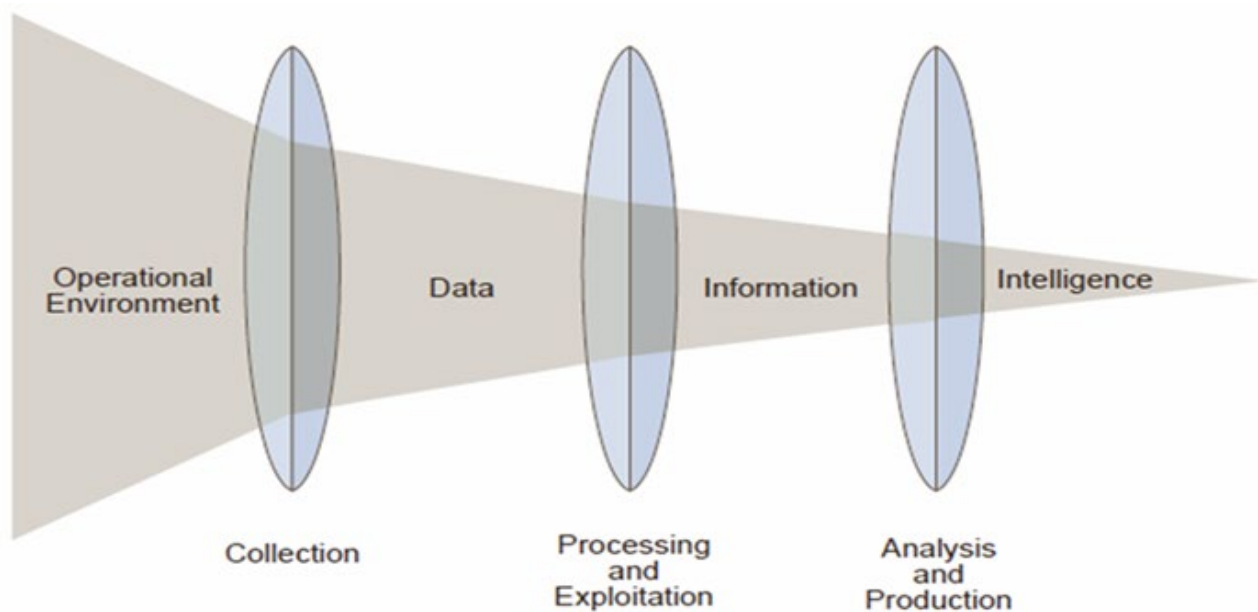 Operational
Environment
Data
Information
Intelligence
Collection
Processing
and
Exploitation
Analysis
and
Production